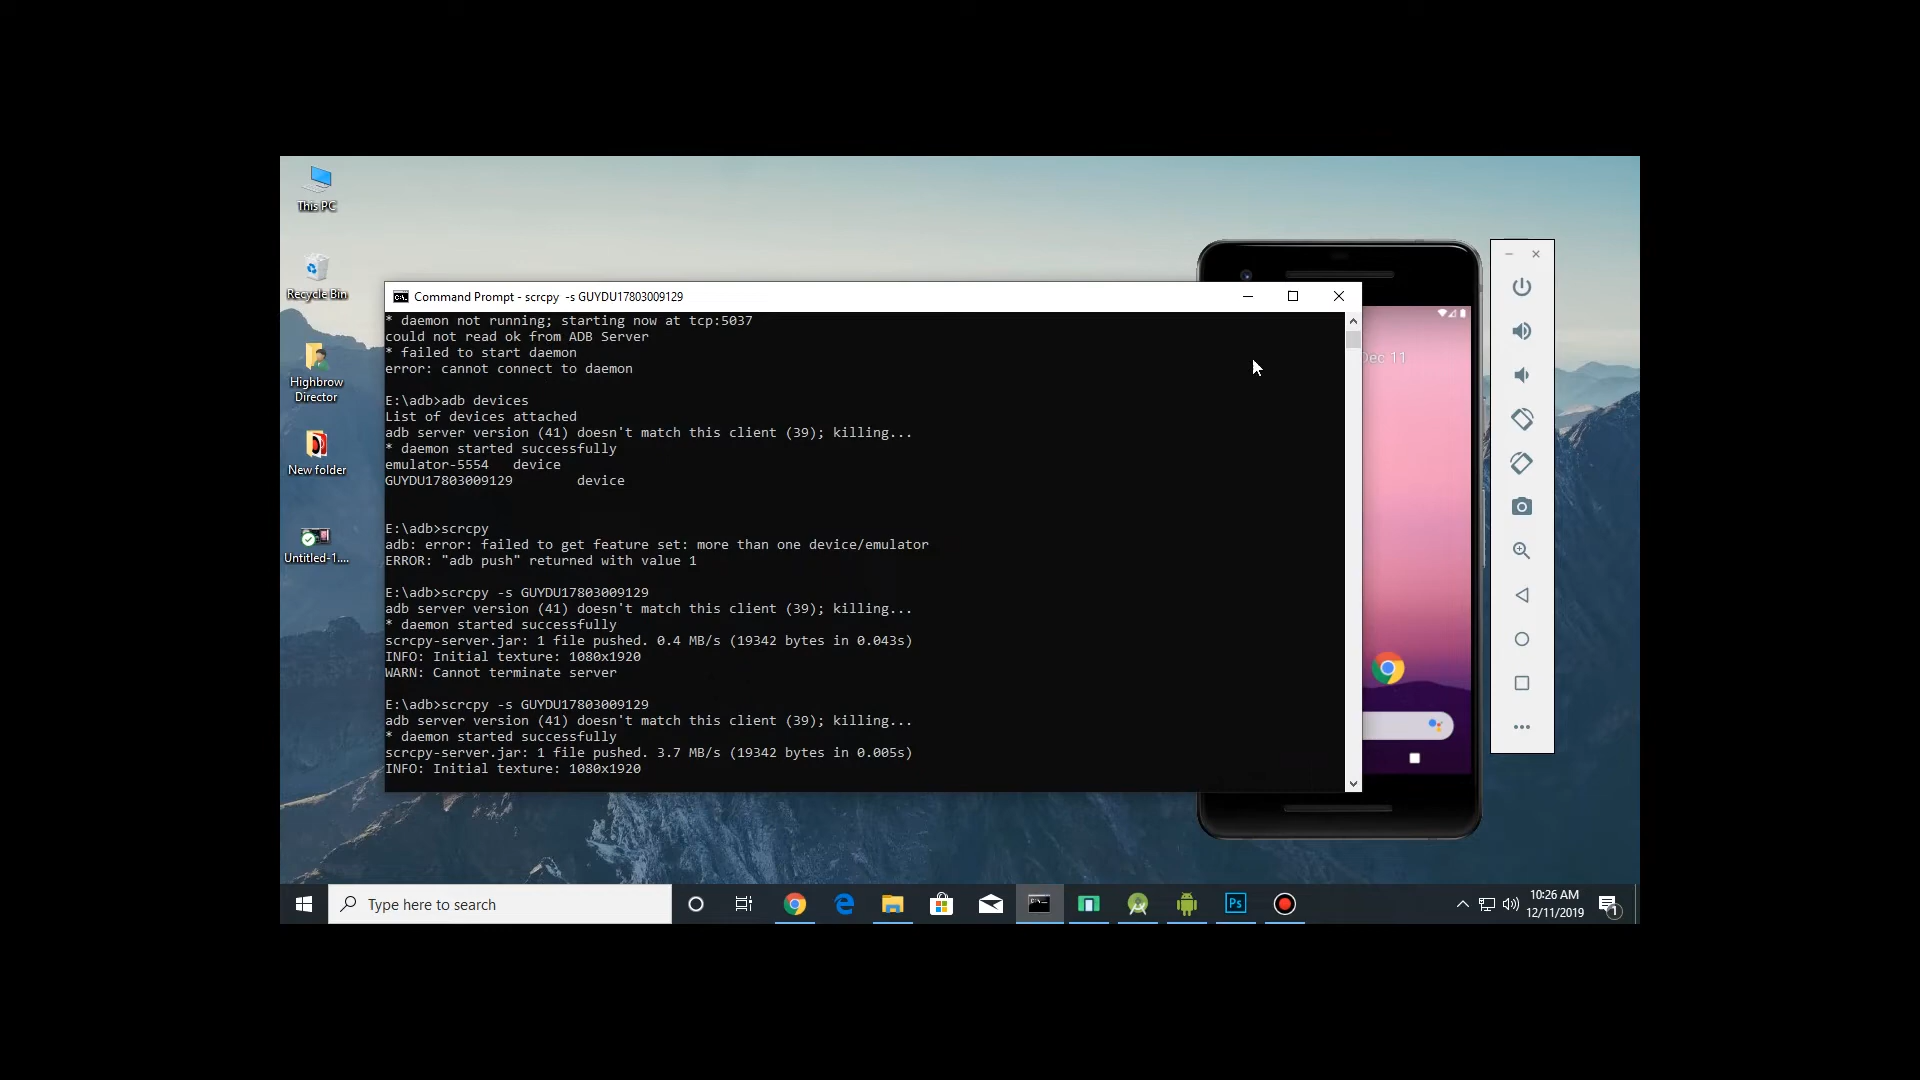 This PC
Recycle Bin
Highbrow
Director
New folder
Untitled-1....
Command Prompt - scrcpy  -s GUYDU17803009129
* daemon not running; starting now at tcp:5037
could not read ok from ADB Server
* failed to start daemon
error: cannot connect to daemon
E:\adb>adb devices
List of devices attached
adb server version (41) doesn't match this client (39); killing...
* daemon started successfully
emulator-5554   device
GUYDU17803009129        device
E:\adb>scrcpy
adb: error: failed to get feature set: more than one device/emulator
ERROR: "adb push" returned with value 1
E:\adb>scrcpy -s GUYDU17803009129
adb server version (41) doesn't match this client (39); killing...
* daemon started successfully
scrcpy-server.jar: 1 file pushed. 0.4 MB/s (19342 bytes in 0.043s)
INFO: Initial texture: 1080x1920
WARN: Cannot terminate server
E:\adb>scrcpy -s GUYDU17803009129
adb server version (41) doesn't match this client (39); killing...
* daemon started successfully
scrcpy-server.jar: 1 file pushed. 3.7 MB/s (19342 bytes in 0.005s)
INFO: Initial texture: 1080x1920
Dec 11
Type here to search
Ps
10:26 AM
12/11/2019
1